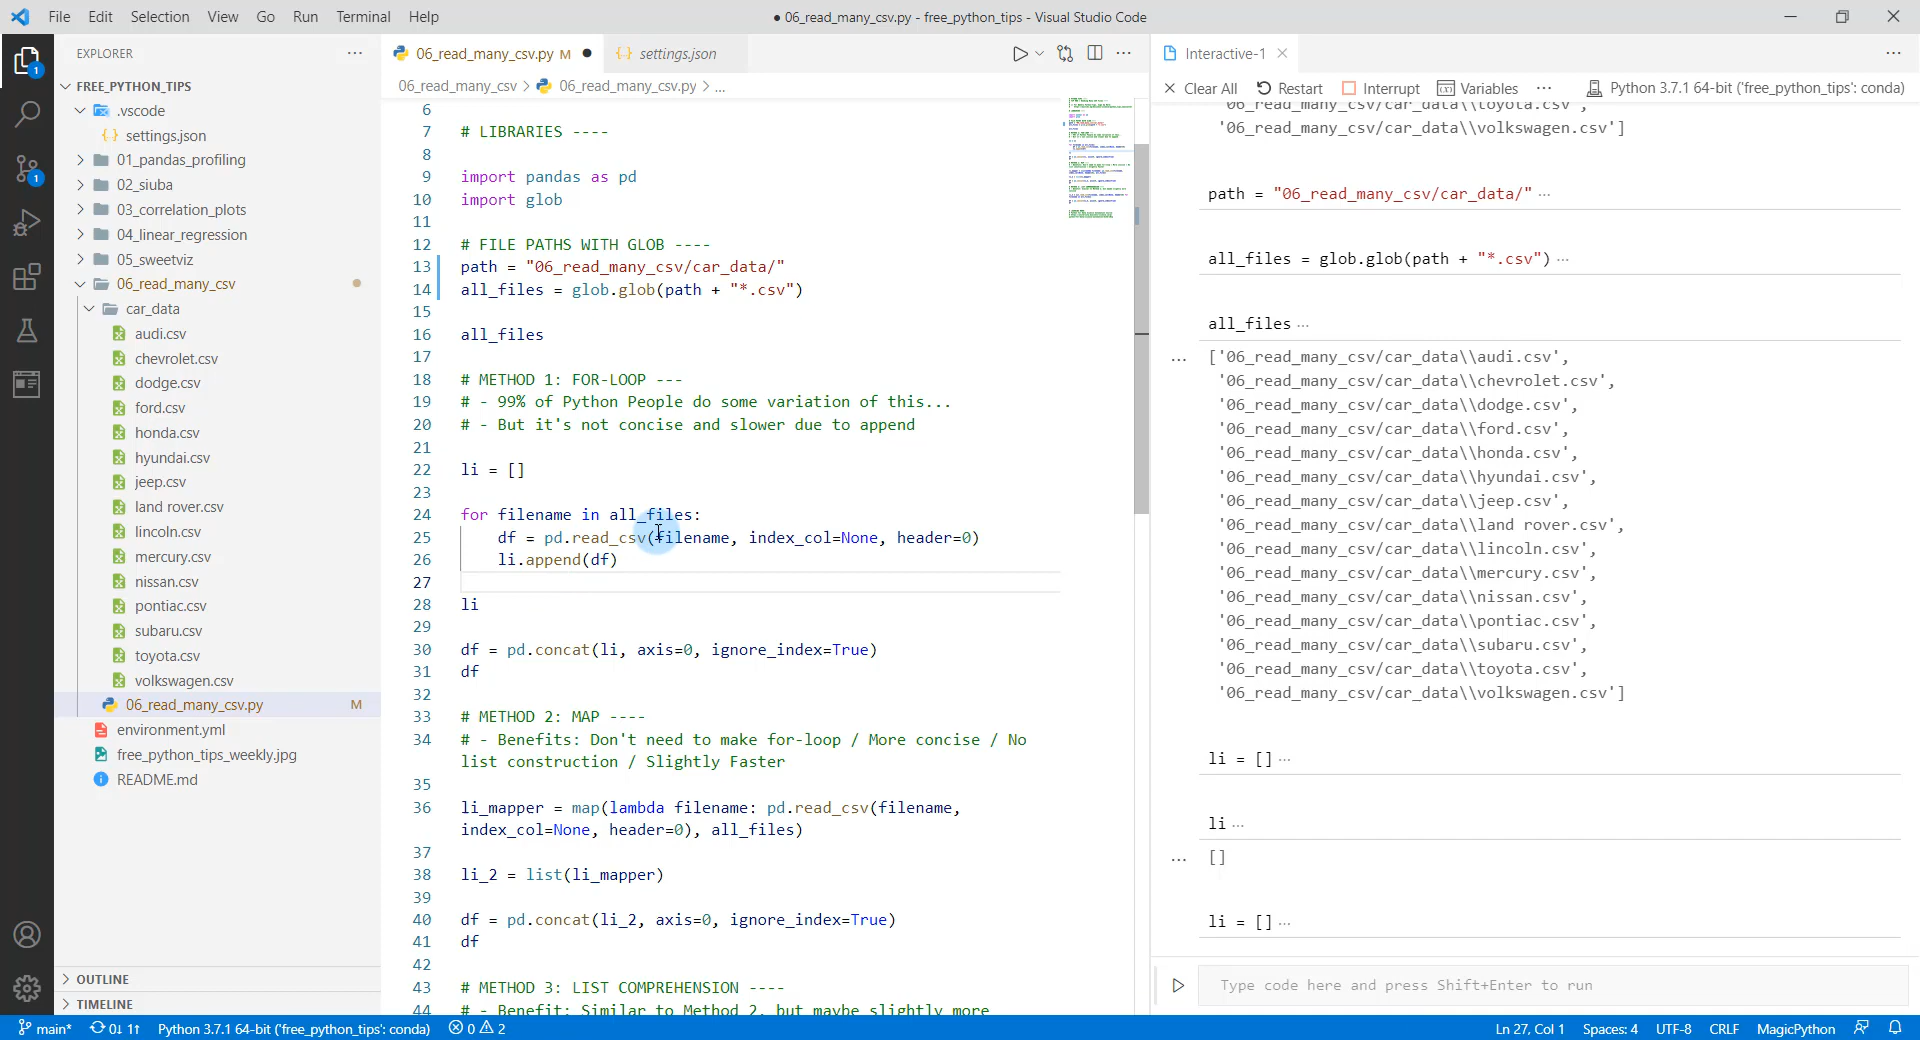 File Edit Selection View Go Run Terminal Help
● 06_read_many_csv.py - free_python_tips - Visual Studio Code
EXPLORER
FREE_PYTHON_TIPS
.vscode
settings.json
01_pandas_profiling
02_siuba
03_correlation_plots
04_linear_regression
05_sweetviz
06_read_many_csv
car_data
audi.csv
chevrolet.csv
dodge.csv
ford.csv
honda.csv
hyundai.csv
jeep.csv
land rover.csv
lincoln.csv
mercury.csv
nissan.csv
pontiac.csv
subaru.csv
toyota.csv
volkswagen.csv
06_read_many_csv.py M
environment.yml
free_python_tips_weekly.jpg
README.md
OUTLINE
TIMELINE
1
1
06_read_many_csv.py M ●
settings.json
06_read_many_csv > 06_read_many_csv.py > ...
6
7 # LIBRARIES ----
8
9 import pandas as pd
10 import glob
11
12 # FILE PATHS WITH GLOB ----
13 path = "06_read_many_csv/car_data/"
14 all_files = glob.glob(path + "*.csv")
15
16 all_files
17
18 # METHOD 1: FOR-LOOP ---
19 # - 99% of Python People do some variation of this...
20 # - But it's not concise and slower due to append
21
22 li = []
23
24 for filename in all_files:
25 df = pd.read_csv(filename, index_col=None, header=0)
26 li.append(df)
27
28 li
29
30 df = pd.concat(li, axis=0, ignore_index=True)
31 df
32
33 # METHOD 2: MAP ----
34 # - Benefits: Don't need to make for-loop / More concise / No
list construction / Slightly Faster
35
36 li_mapper = map(lambda filename: pd.read_csv(filename,
index_col=None, header=0), all_files)
37
38 li_2 = list(li_mapper)
39
40 df = pd.concat(li_2, axis=0, ignore_index=True)
41 df
42
43 # METHOD 3: LIST COMPREHENSION ----
44 # - Benefit: Similar to Method 2, but maybe slightly more
Interactive-1
Clear All Restart Interrupt Variables ... Python 3.7.1 64-bit ('free_python_tips': conda)
'06_read_many_csv/car_data\\toyota.csv',
'06_read_many_csv/car_data\\volkswagen.csv']
path = "06_read_many_csv/car_data/" ...
all_files = glob.glob(path + "*.csv") ...
all_files ...
... ['06_read_many_csv/car_data\\audi.csv',
'06_read_many_csv/car_data\\chevrolet.csv',
'06_read_many_csv/car_data\\dodge.csv',
'06_read_many_csv/car_data\\ford.csv',
'06_read_many_csv/car_data\\honda.csv',
'06_read_many_csv/car_data\\hyundai.csv',
'06_read_many_csv/car_data\\jeep.csv',
'06_read_many_csv/car_data\\land rover.csv',
'06_read_many_csv/car_data\\lincoln.csv',
'06_read_many_csv/car_data\\mercury.csv',
'06_read_many_csv/car_data\\nissan.csv',
'06_read_many_csv/car_data\\pontiac.csv',
'06_read_many_csv/car_data\\subaru.csv',
'06_read_many_csv/car_data\\toyota.csv',
'06_read_many_csv/car_data\\volkswagen.csv']
li = [] ...
li ...
... []
li = [] ...
Type code here and press Shift+Enter to run
main* 0↓ 1↑ Python 3.7.1 64-bit ('free_python_tips': conda) 0 2
Ln 27, Col 1 Spaces: 4 UTF-8 CRLF MagicPython